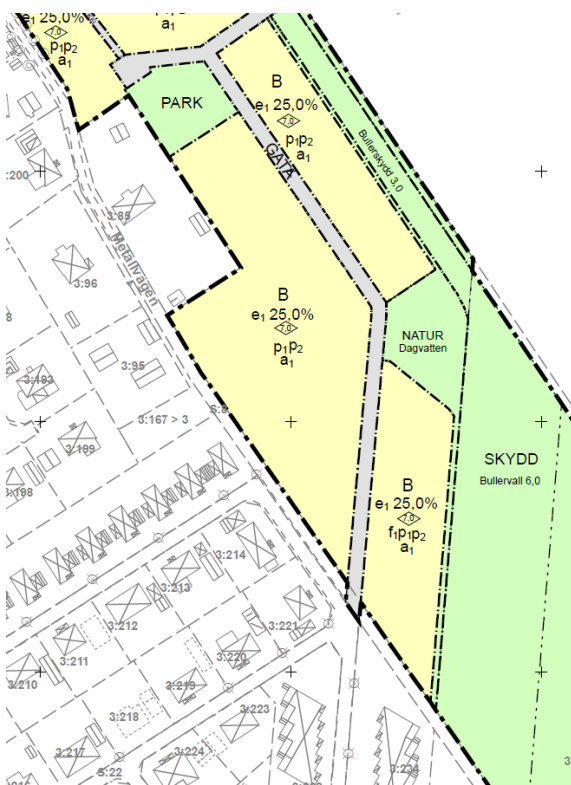 e1 25,0%
7,0
p1p2
a1
a1
PARK
B
e1 25,0%
7,0
p1p2
a1
GATA
Bullerskydd 3,0
:200
3:85
Metallvägen
3:96
B
e1 25,0%
7,0
p1p2
a1
NATUR
Dagvatten
3:95
3:193
3:167 > 3
3:199
3:198
SKYDD
Bullervall 6,0
B
e1 25,0%
7,0
f1p1p2
a1
3:214
3:213
3:212
3:221
3:211
3:220
3:210
3:219
3:218
3:223
3:217
3:224
5:22
3:234